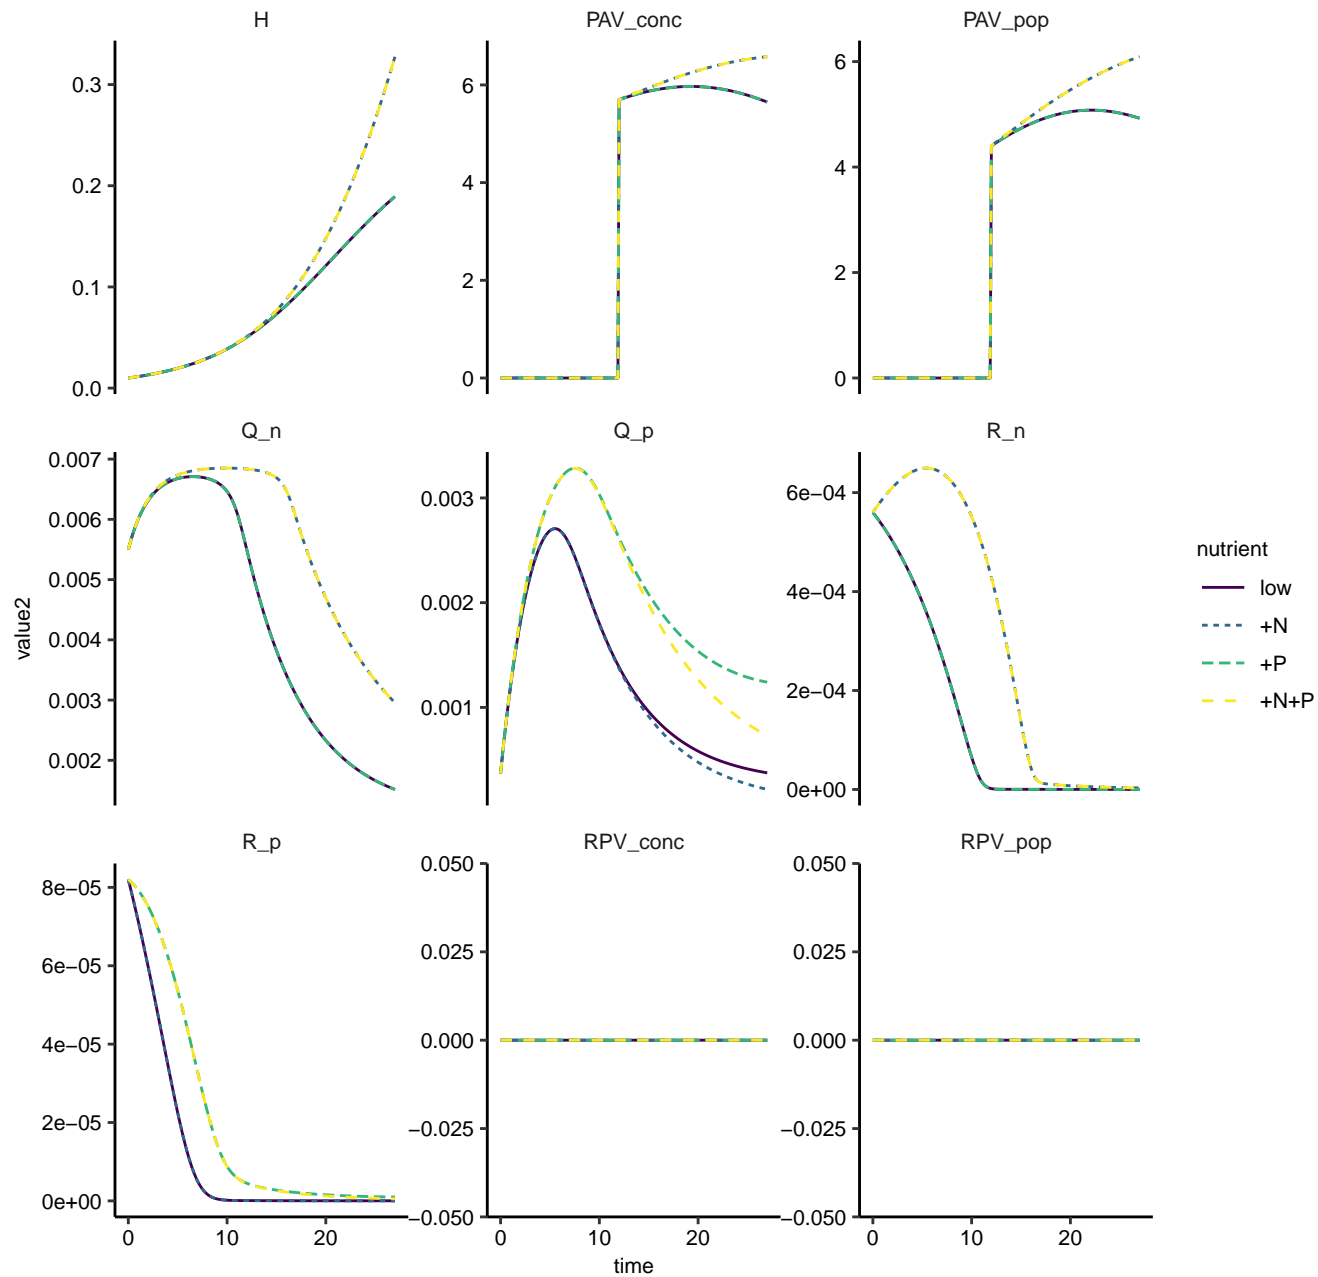 H
PAV_conc
PAV_pop
0.3
0.2
0.1
0.0
6
4
2
0
6
4
2
0
Q_n
Q_p
R_n
0.007
0.006
0.005
0.004
0.003
0.002
0.003
0.002
0.001
6e−04
4e−04
2e−04
0e+00
value2
nutrient
low
+N
+P
+N+P
R_p
RPV_conc
RPV_pop
8e−05
6e−05
4e−05
2e−05
0e+00
0.050
0.025
0.000
−0.025
−0.050
0.050
0.025
0.000
−0.025
−0.050
0 10 20
0 10 20
0 10 20
time